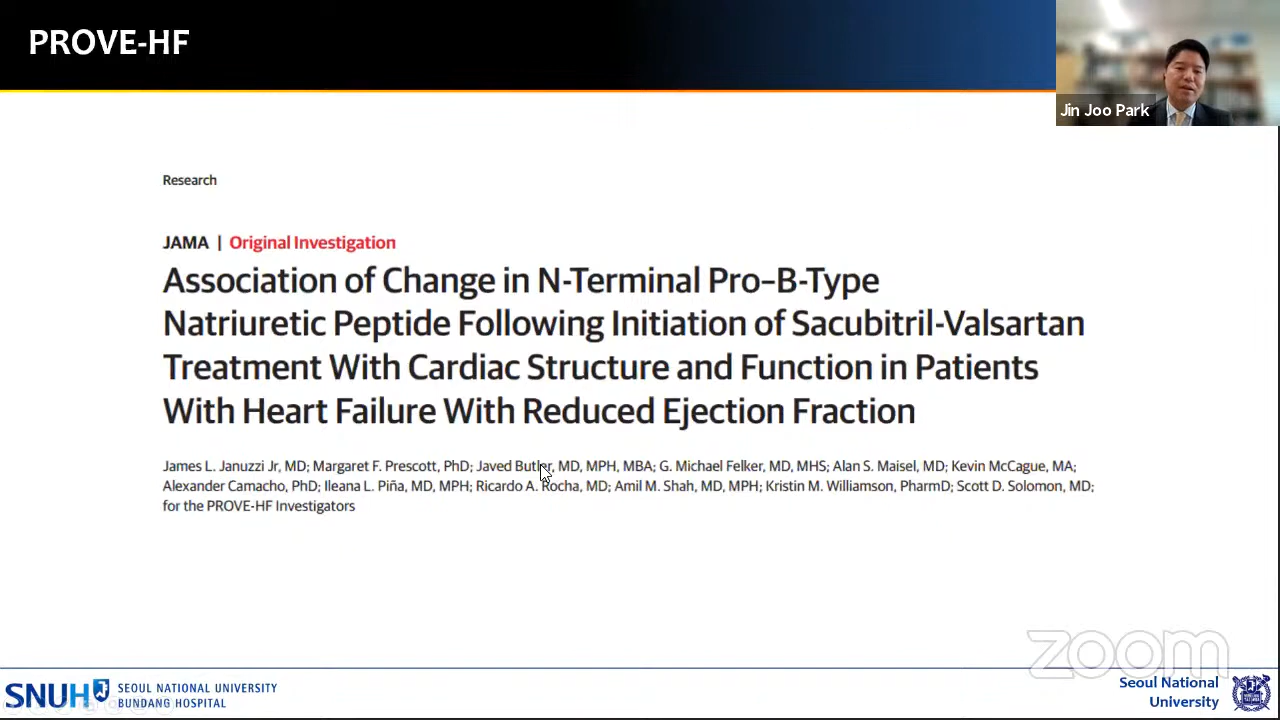 PROVE-HF
Jin Joo Park
Research
JAMA | Original Investigation
Association of Change in N-Terminal Pro–B-Type
Natriuretic Peptide Following Initiation of Sacubitril-Valsartan
Treatment With Cardiac Structure and Function in Patients
With Heart Failure With Reduced Ejection Fraction
James L. Januzzi Jr, MD; Margaret F. Prescott, PhD; Javed Butler, MD, MPH, MBA; G. Michael Felker, MD, MHS; Alan S. Maisel, MD; Kevin McCague, MA;
Alexander Camacho, PhD; Ileana L. Piña, MD, MPH; Ricardo A. Rocha, MD; Amil M. Shah, MD, MPH; Kristin M. Williamson, PharmD; Scott D. Solomon, MD;
for the PROVE-HF Investigators
zoom
SNUH SEOUL NATIONAL UNIVERSITY
BUNDANG HOSPITAL
Seoul National
University